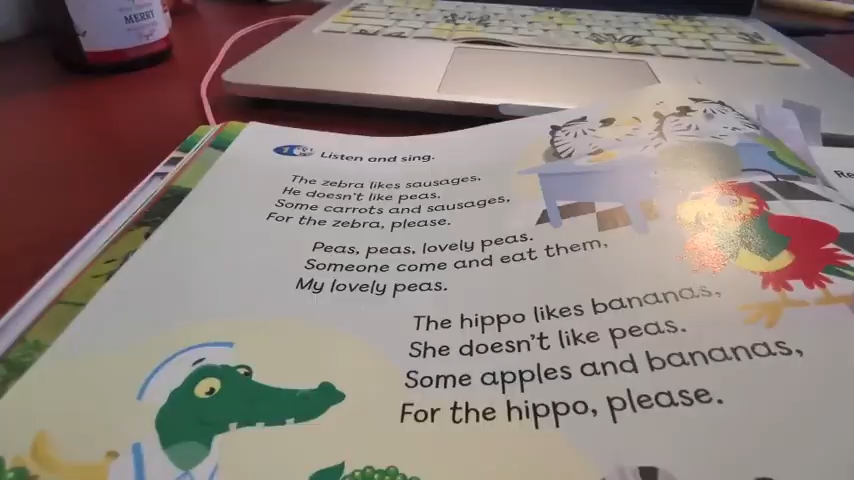 MERRY
Listen and sing.
The zebra likes sausages.
He doesn't like peas.
Some carrots and sausages,
For the zebra, please.
Peas, peas, lovely peas.
Someone come and eat them,
My lovely peas.
The hippo likes bananas,
She doesn't like peas.
Some apples and bananas,
For the hippo, please.
Re